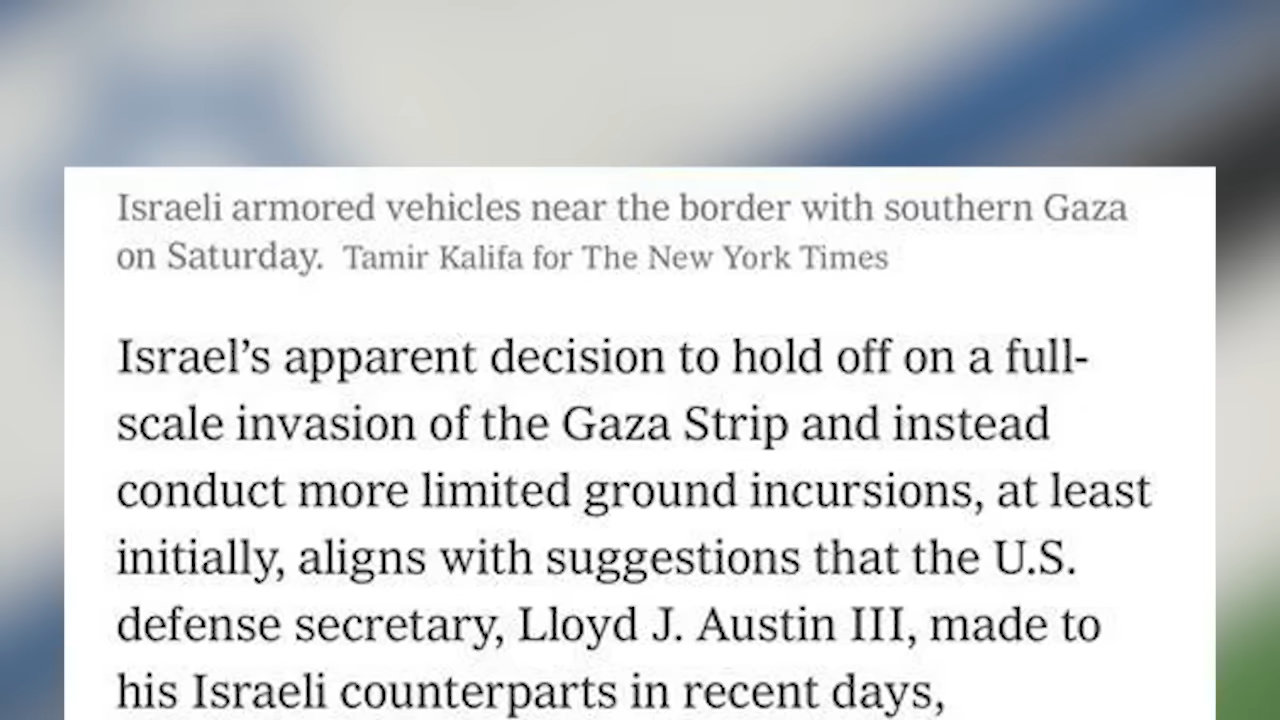 Israeli armored vehicles near the border with southern Gaza
on Saturday. Tamir Kalifa for The New York Times
Israel’s apparent decision to hold off on a full-
scale invasion of the Gaza Strip and instead
conduct more limited ground incursions, at least
initially, aligns with suggestions that the U.S.
defense secretary, Lloyd J. Austin III, made to
his Israeli counterparts in recent days,